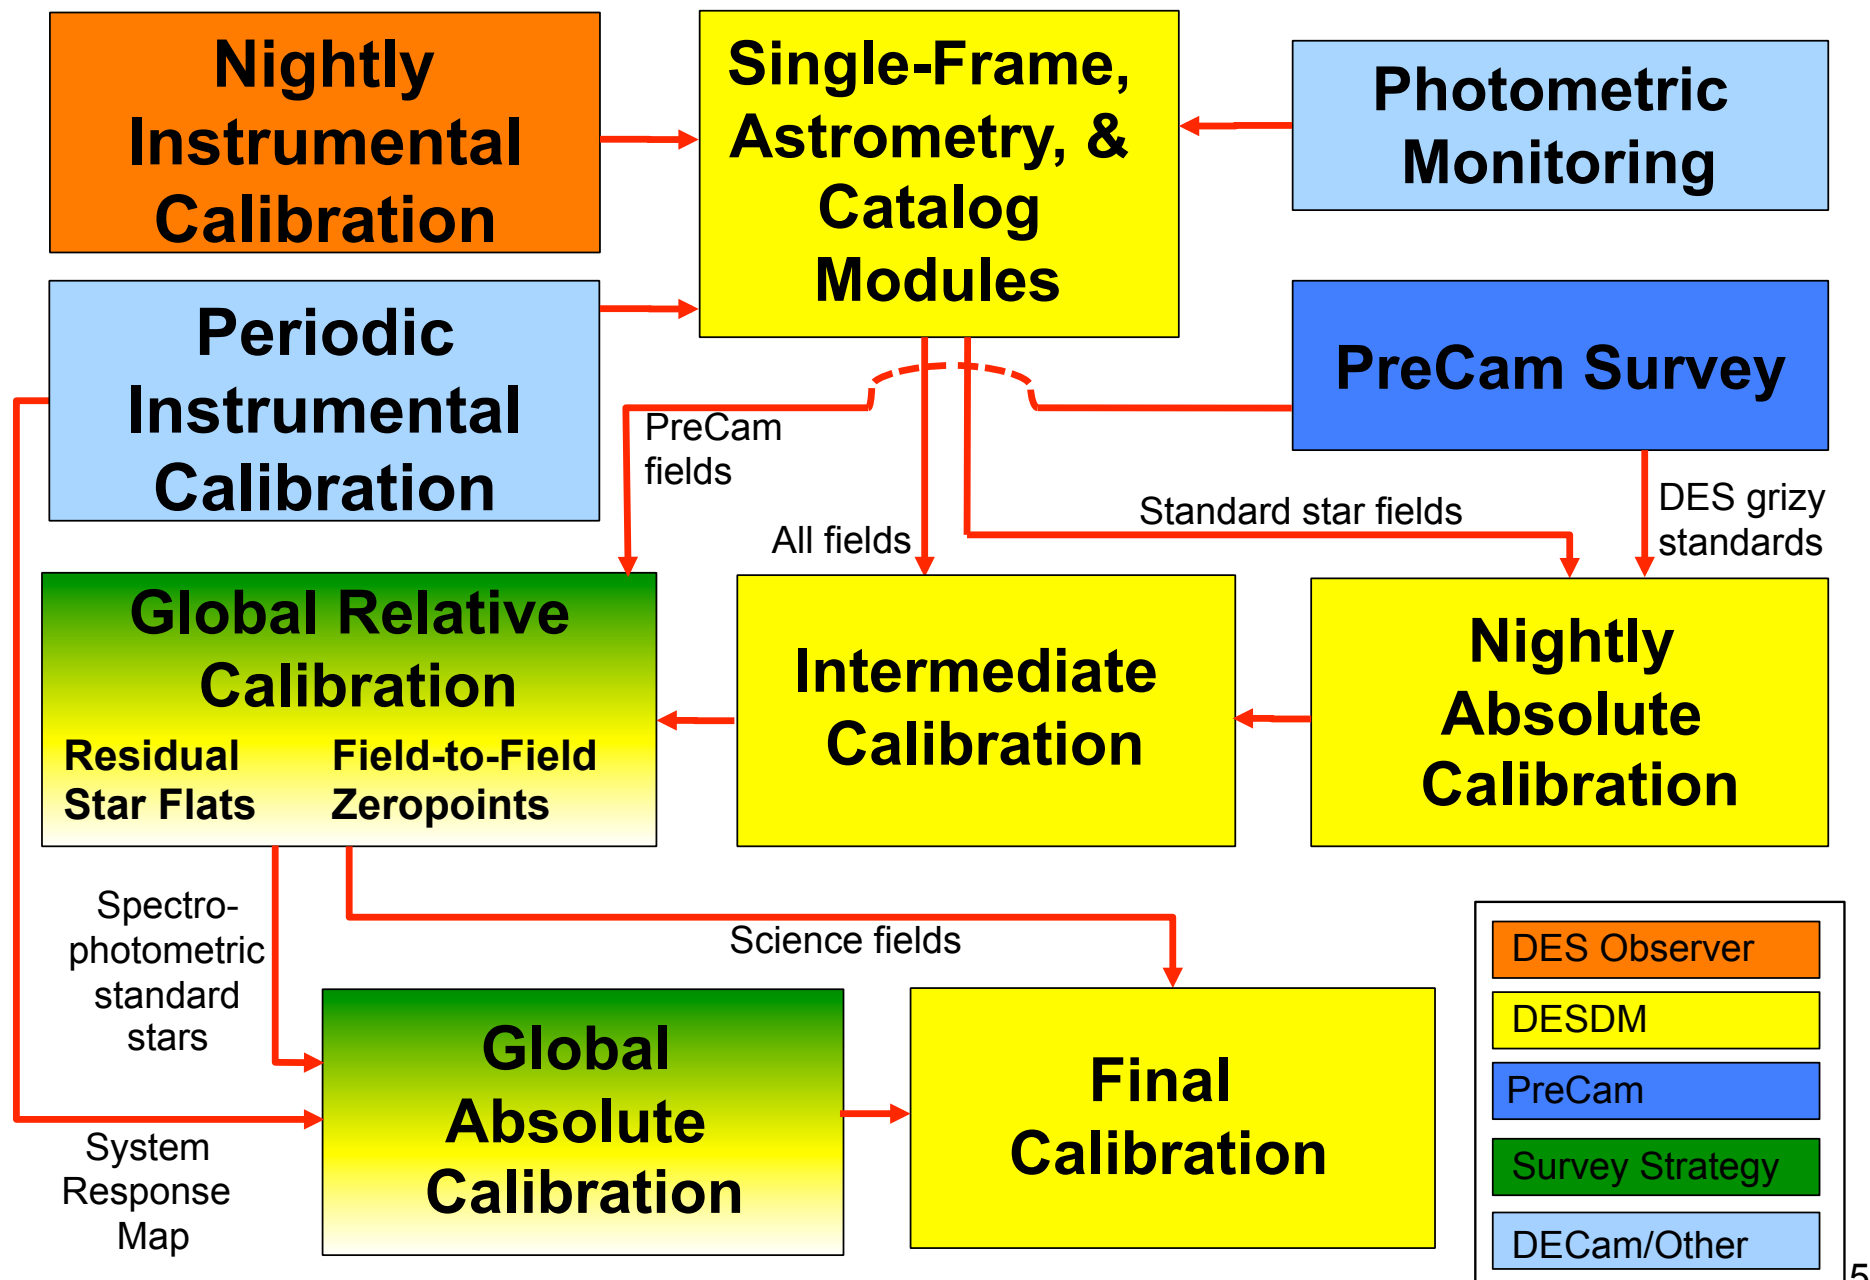 Nightly
Instrumental
Calibration
Single-Frame,
Astrometry, &
Catalog
Modules
Photometric
Monitoring
Periodic
Instrumental
Calibration
PreCam Survey
PreCam
fields
All fields
Standard star fields
DES grizy
standards
Global Relative
Calibration
Residual
Star Flats
Field-to-Field
Zeropoints
Intermediate
Calibration
Nightly
Absolute
Calibration
Spectro-
photometric
standard
stars
Science fields
System
Response
Map
Global
Absolute
Calibration
Final
Calibration
DES Observer
DESDM
PreCam
Survey Strategy
DECam/Other
5